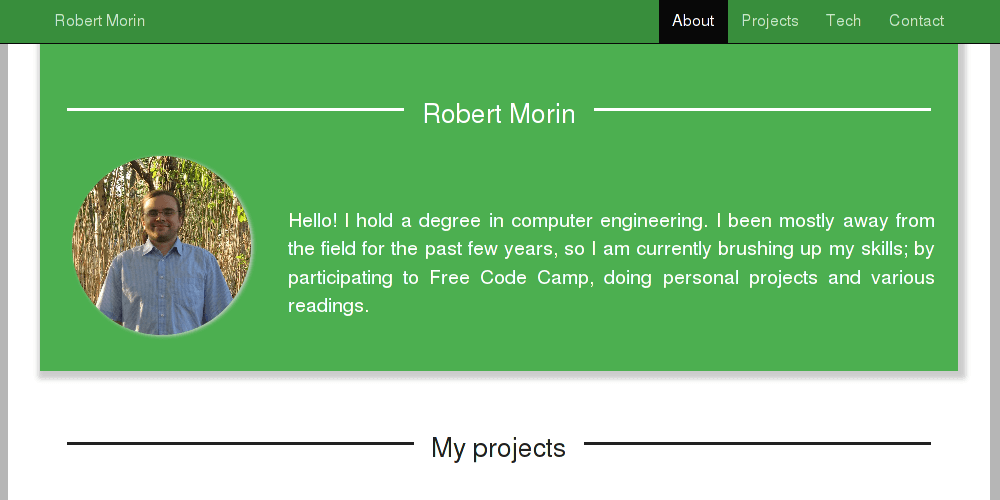 Robert Morin About Projects Tech Contact
Robert Morin
Hello! I hold a degree in computer engineering. I been mostly away from
the field for the past few years, so I am currently brushing up my skills; by
participating to Free Code Camp, doing personal projects and various
readings.
My projects